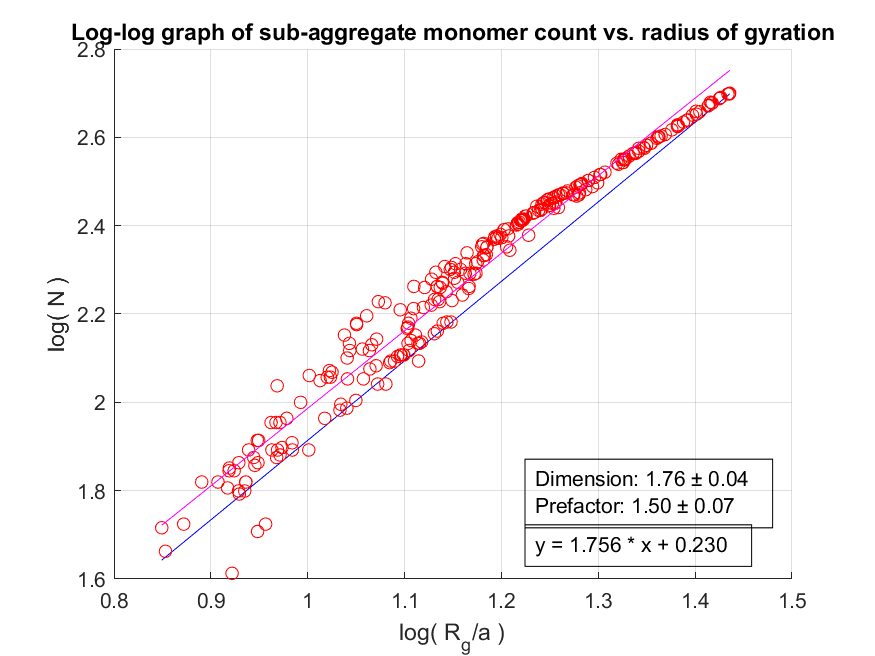 Log-log graph of sub-aggregate monomer count vs. radius of gyration
2.8
2.6
2.4
2.2
2
1.8
1.6
log( N )
Dimension: 1.76 ± 0.04
Prefactor: 1.50 ± 0.07
y = 1.756 * x + 0.230
0.8 0.9 1 1.1 1.2 1.3 1.4 1.5
log( R_g/a )